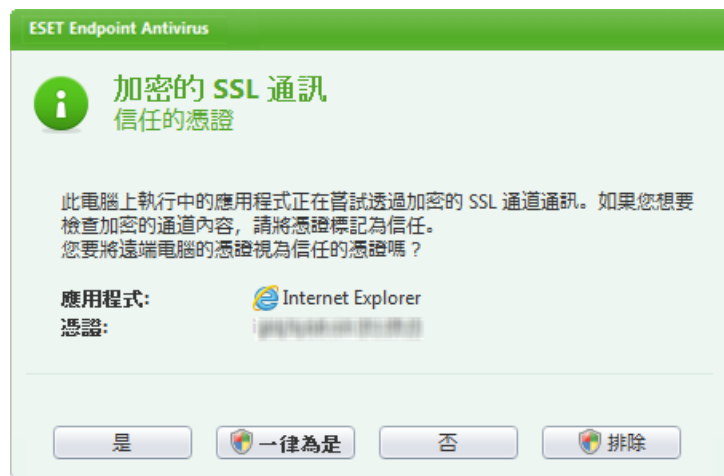 ESET Endpoint Antivirus
加密的 SSL 通訊
信任的憑證
此電腦上執行中的應用程式正在嘗試透過加密的 SSL 通道通訊。如果您想要
檢查加密的通道內容，請將憑證標記為信任。
您要將遠端電腦的憑證視為信任的憑證嗎？
應用程式: Internet Explorer
憑證:
是 一律為是 否 排除